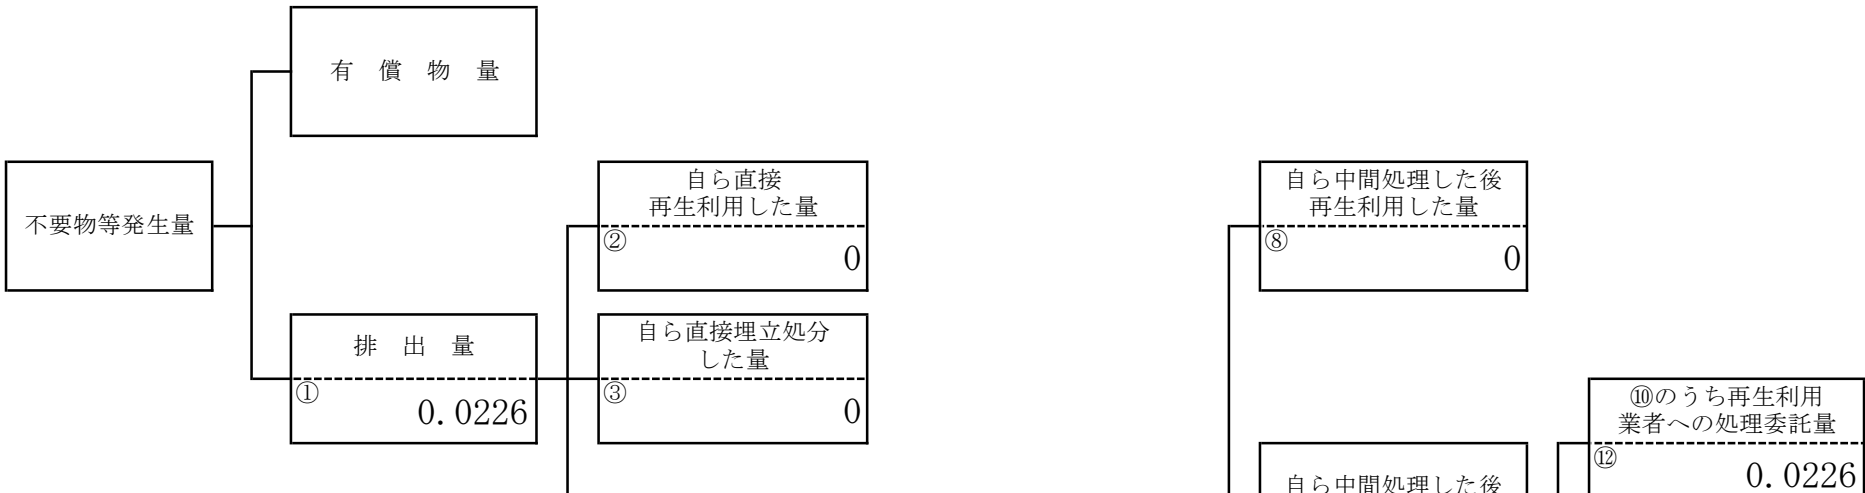 有　償　物　量
不要物等発生量
自ら直接
再生利用した量
②
0
自ら中間処理した後
再生利用した量
⑧
0
排　出　量
①
0.0226
自ら直接埋立処分
した量
③
0
⑩のうち再生利用
業者への処理委託量
⑫
0.0226
自ら中間処理した後